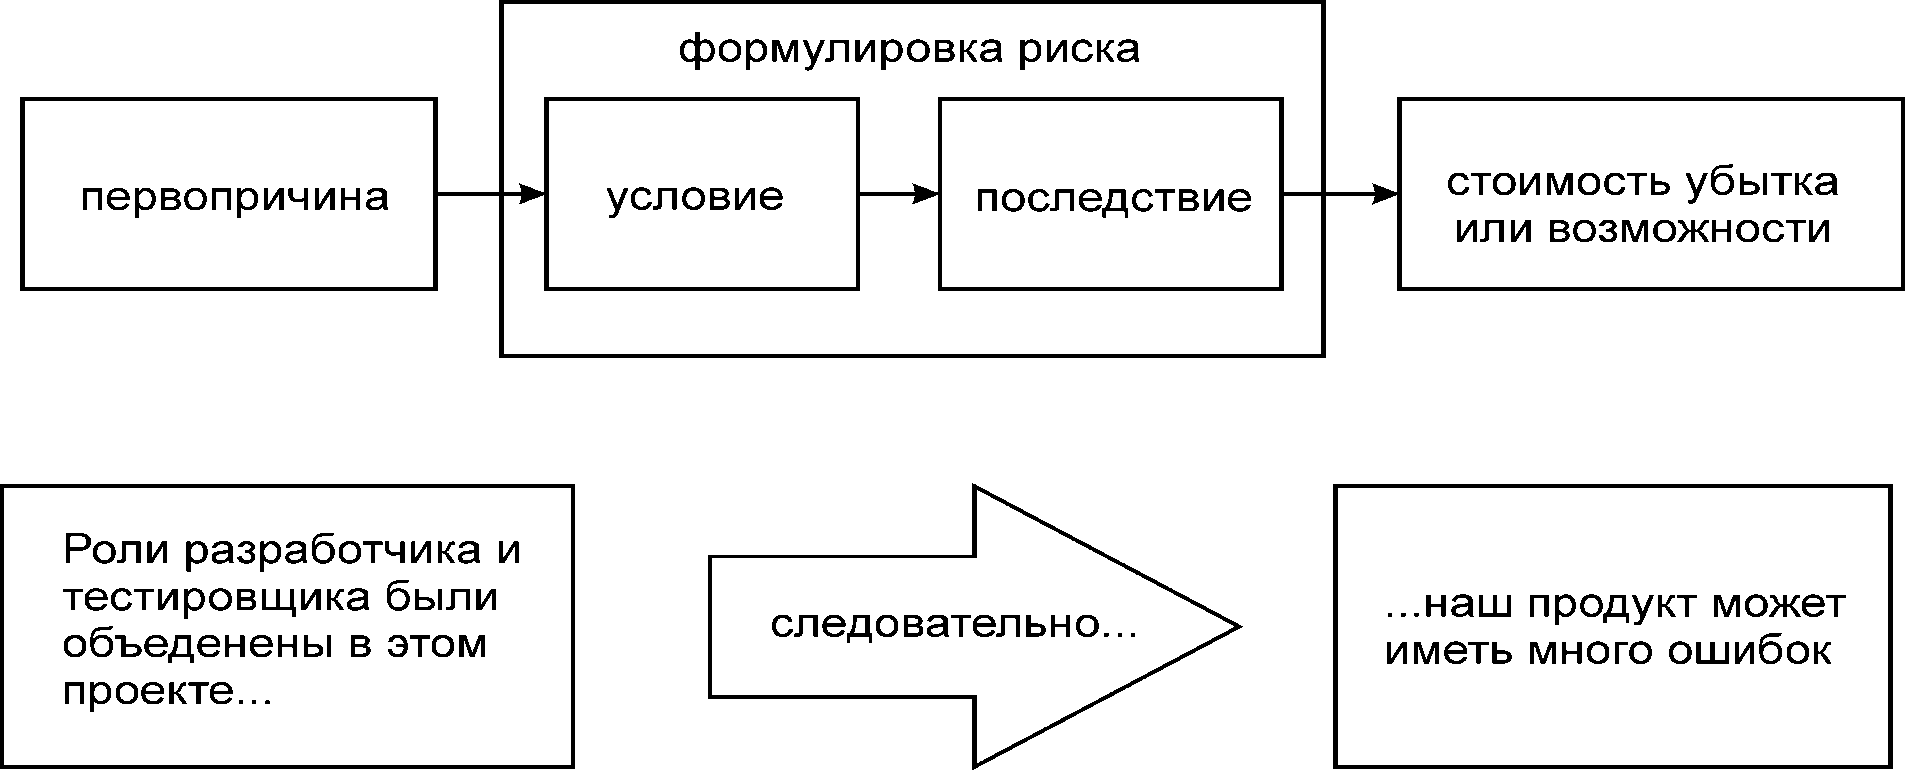 формулировка риска
первопричина
условие
последствие
стоимость убытка
или возможности
Роли разработчика и
тестировщика были
объеденены в этом
проекте...
следовательно...
...наш продукт может
иметь много ошибок